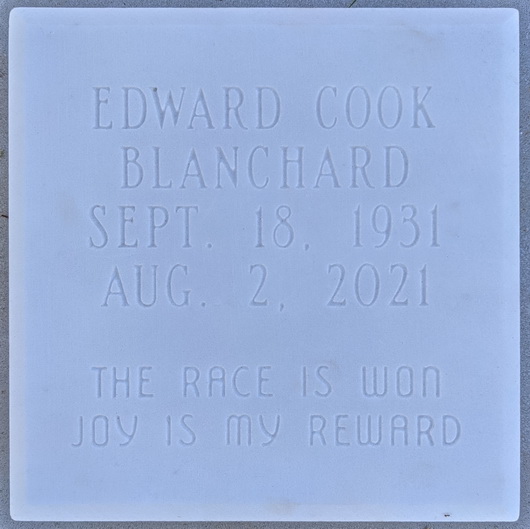 EDWARD COOK
BLANCHARD
SEPT. 18, 1931
AUG. 2, 2021
THE RACE IS WON
JOY IS MY REWARD